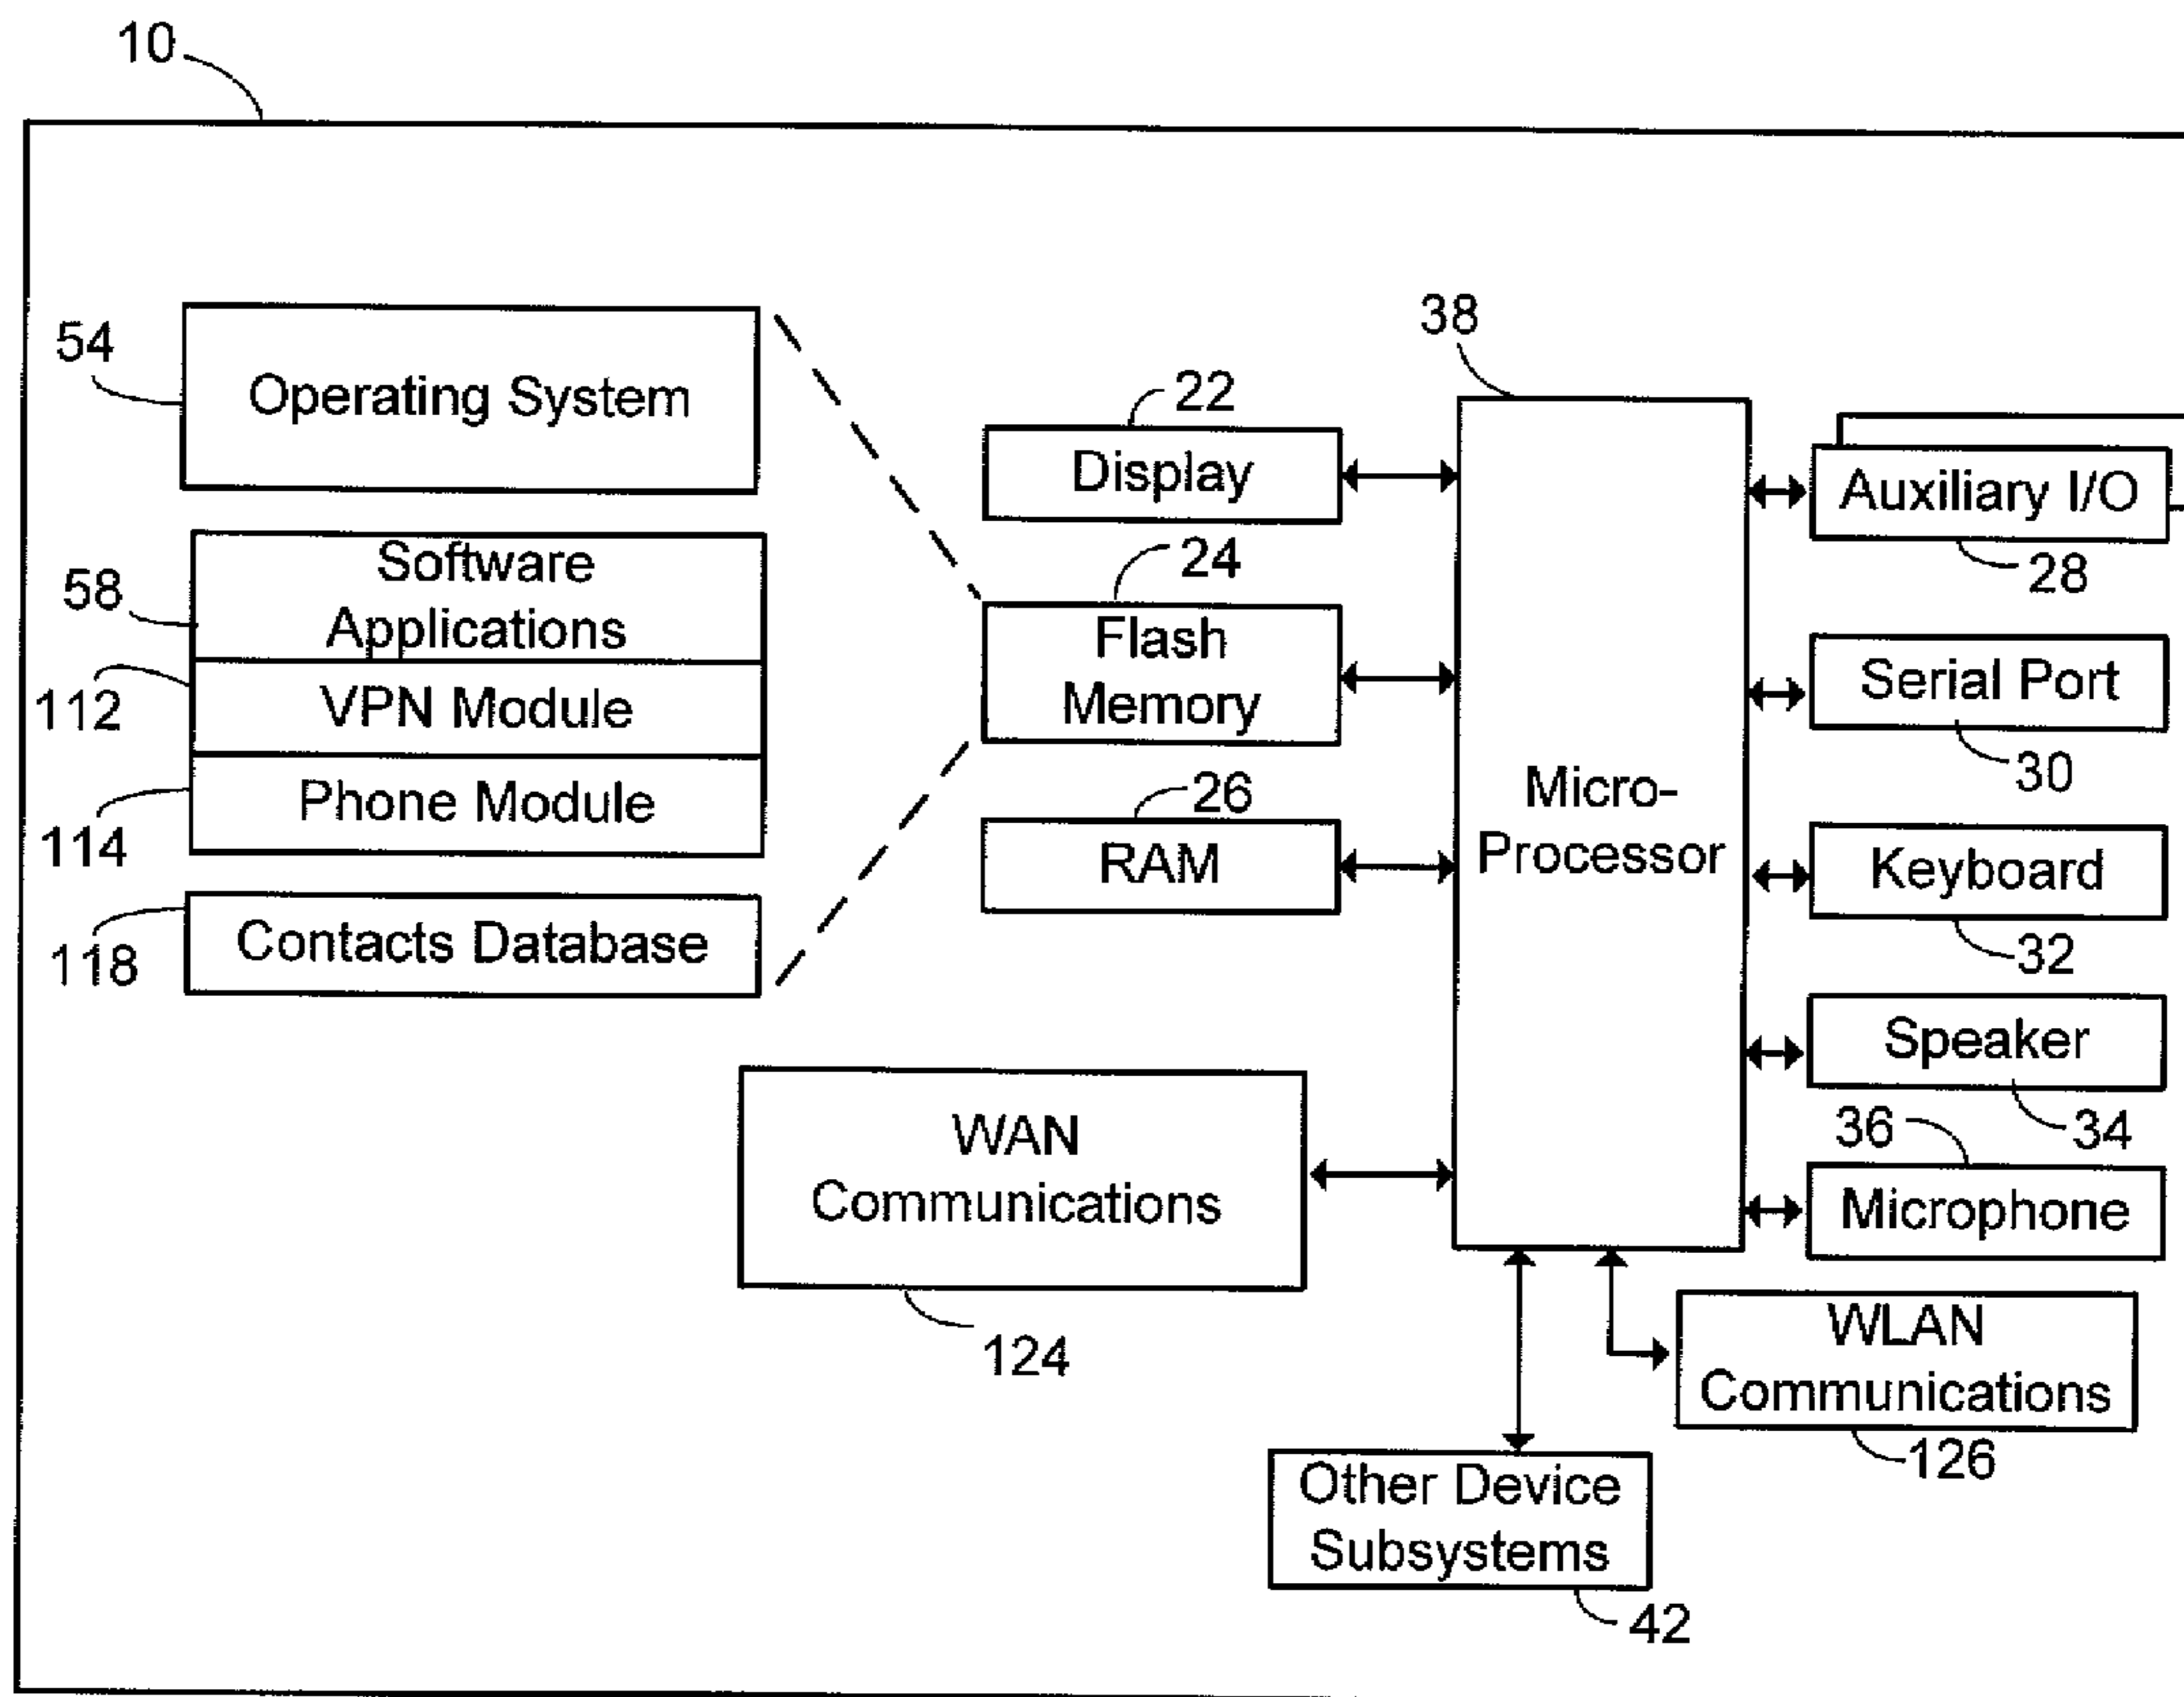 10
54
Operating System
58
Software
Applications
112
VPN Module
114
Phone Module
118
Contacts Database
22
Display
24
Flash
Memory
26
RAM
38
Micro-
Processor
Auxiliary I/O
28
Serial Port
30
Keyboard
32
Speaker
34
36
Microphone
WAN
Communications
124
WLAN
Communications
126
Other Device
Subsystems
42